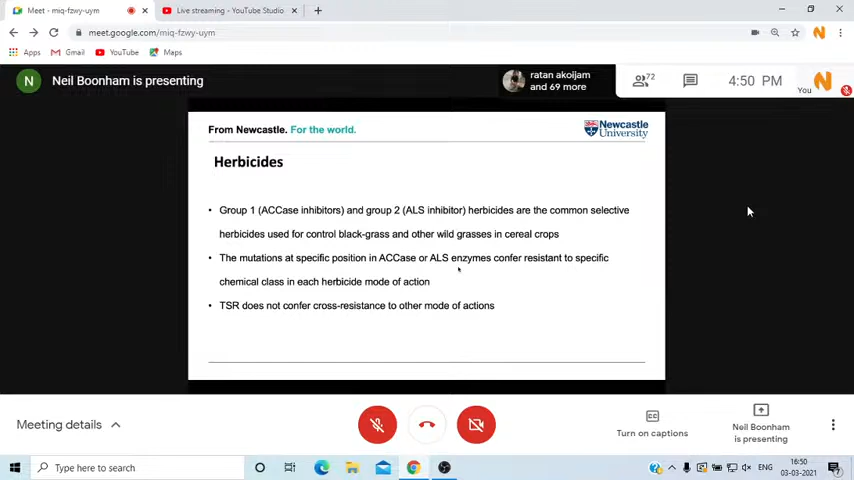 Meet - miq-fzwy-uym
Live streaming - YouTube Studio
meet.google.com/miq-fzwy-uym
Apps
Gmail
YouTube
Maps
N
Neil Boonham is presenting
ratan akoijam
and 69 more
72
4:50 PM
You
From Newcastle. For the world.
Newcastle
University
Herbicides
• Group 1 (ACCase inhibitors) and group 2 (ALS inhibitor) herbicides are the common selective
herbicides used for control black-grass and other wild grasses in cereal crops
• The mutations at specific position in ACCase or ALS enzymes confer resistant to specific
chemical class in each herbicide mode of action
• TSR does not confer cross-resistance to other mode of actions
Meeting details
Turn on captions
Neil Boonham
is presenting
Type here to search
ENG
16:50
03-03-2021